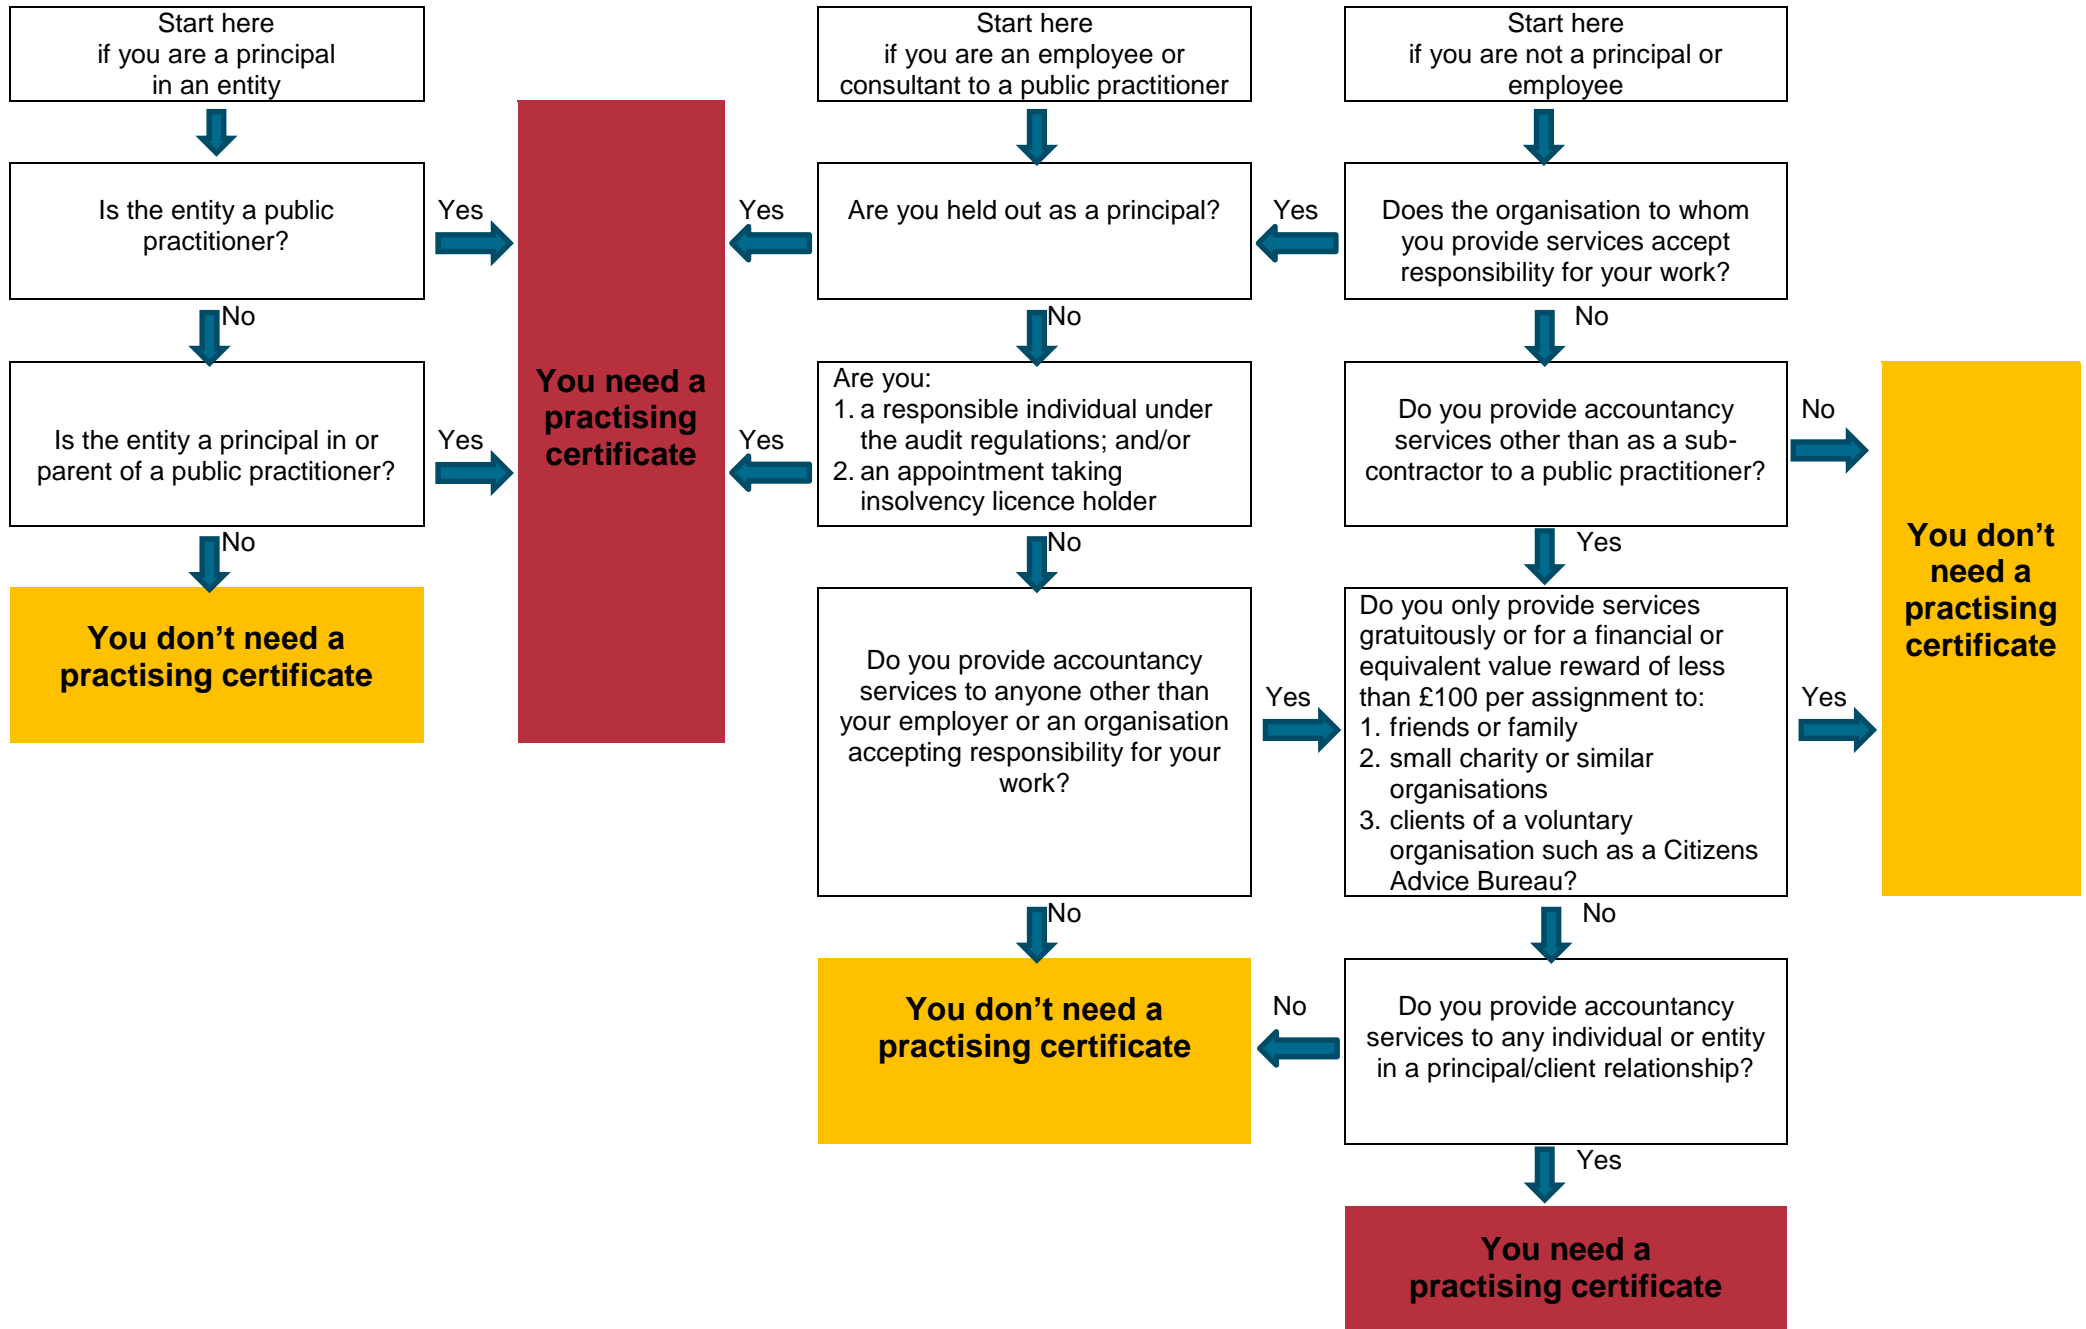 Start here
if you are a principal
in an entity
Start here
if you are an employee or
consultant to a public practitioner
Start here
if you are not a principal or
employee
Is the entity a public
practitioner?
Yes
You need a
practising
certificate
Yes
Are you held out as a principal?
Yes
Does the organisation to whom
you provide services accept
responsibility for your work?
No
No
No
Is the entity a principal in or
parent of a public practitioner?
Yes
Yes
Are you:
1. a responsible individual under
the audit regulations; and/or
2. an appointment taking
insolvency licence holder
Do you provide accountancy
services other than as a sub-
contractor to a public practitioner?
No
You don’t
need a
practising
certificate
No
No
Yes
You don’t need a
practising certificate
Do you provide accountancy
services to anyone other than
your employer or an organisation
accepting responsibility for your
work?
Yes
Do you only provide services
gratuitously or for a financial or
equivalent value reward of less
than £100 per assignment to:
1. friends or family
2. small charity or similar
organisations
3. clients of a voluntary
organisation such as a Citizens
Advice Bureau?
Yes
No
No
You don’t need a
practising certificate
No
Do you provide accountancy
services to any individual or entity
in a principal/client relationship?
Yes
You need a
practising certificate